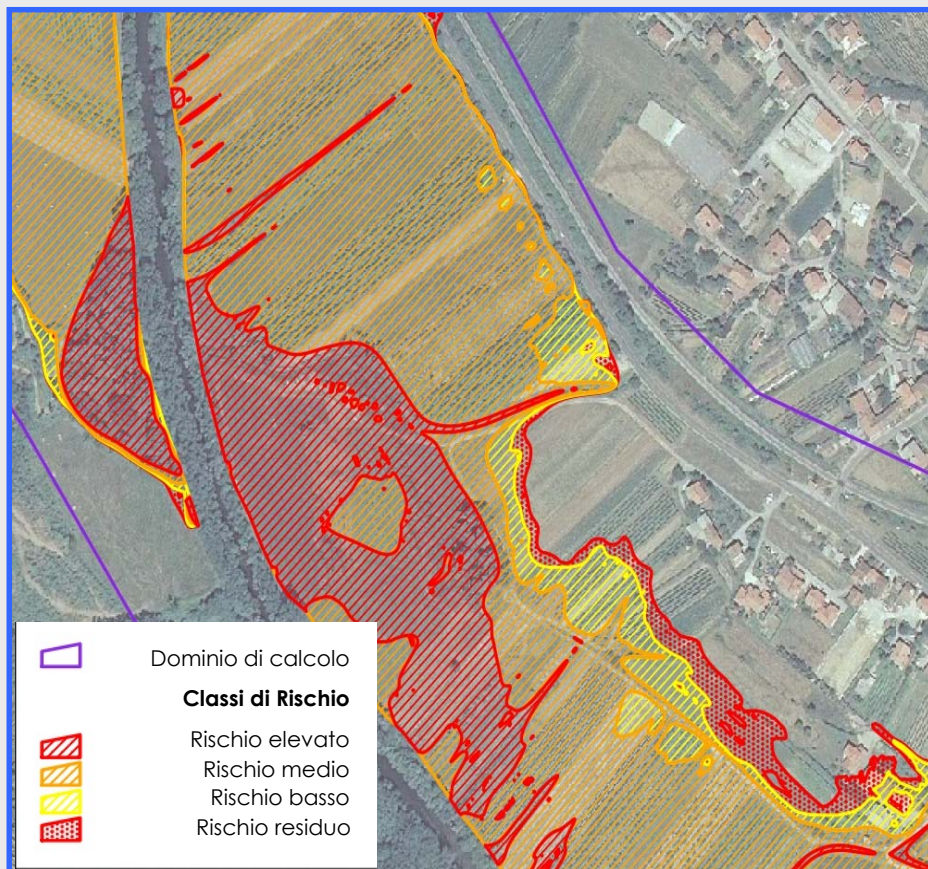 Dominio di calcolo
Classi di Rischio
Rischio elevato
Rischio medio
Rischio basso
Rischio residuo